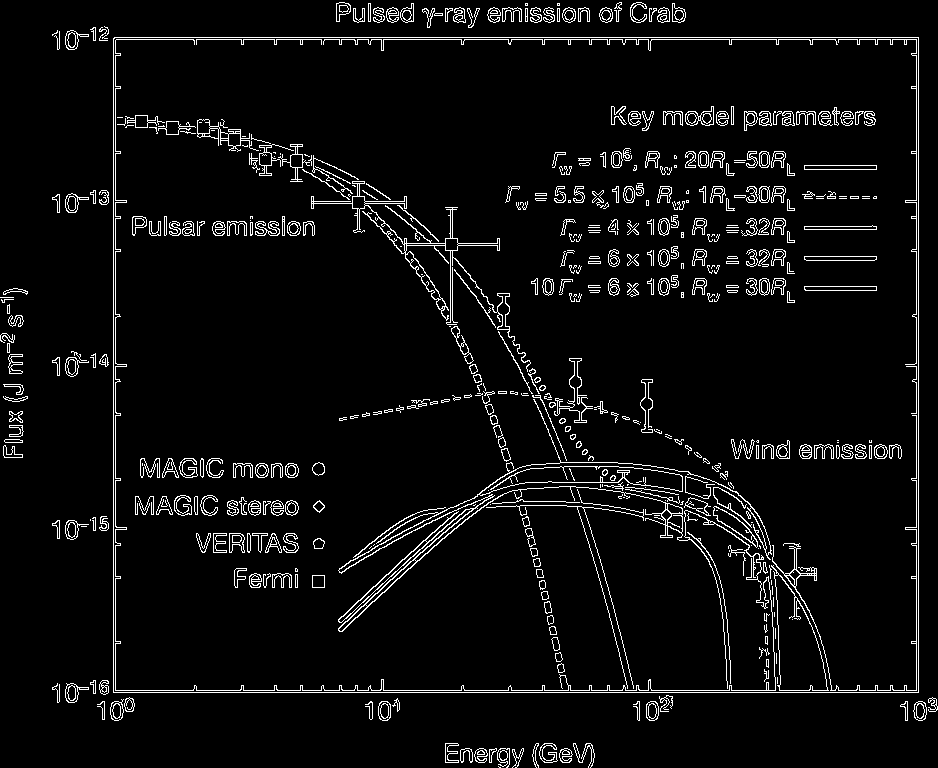 Pulsed γ-ray emission of Crab
10⁻¹²
Key model parameters
Γw = 10⁶, Rw: 20RL–50RL
Γw = 5.5 × 10⁵, Rw: 1RL–30RL
10⁻¹³
Pulsar emission
Γw = 4 × 10⁵, Rw = 32RL
Γw = 6 × 10⁵, Rw = 32RL
10 Γw = 6 × 10⁵, Rw = 30RL
Flux (J m⁻² s⁻¹)
10⁻¹⁴
Wind emission
MAGIC mono
MAGIC stereo
10⁻¹⁵
VERITAS
Fermi
10⁻¹⁶
10⁰ 10¹ 10² 10³
Energy (GeV)